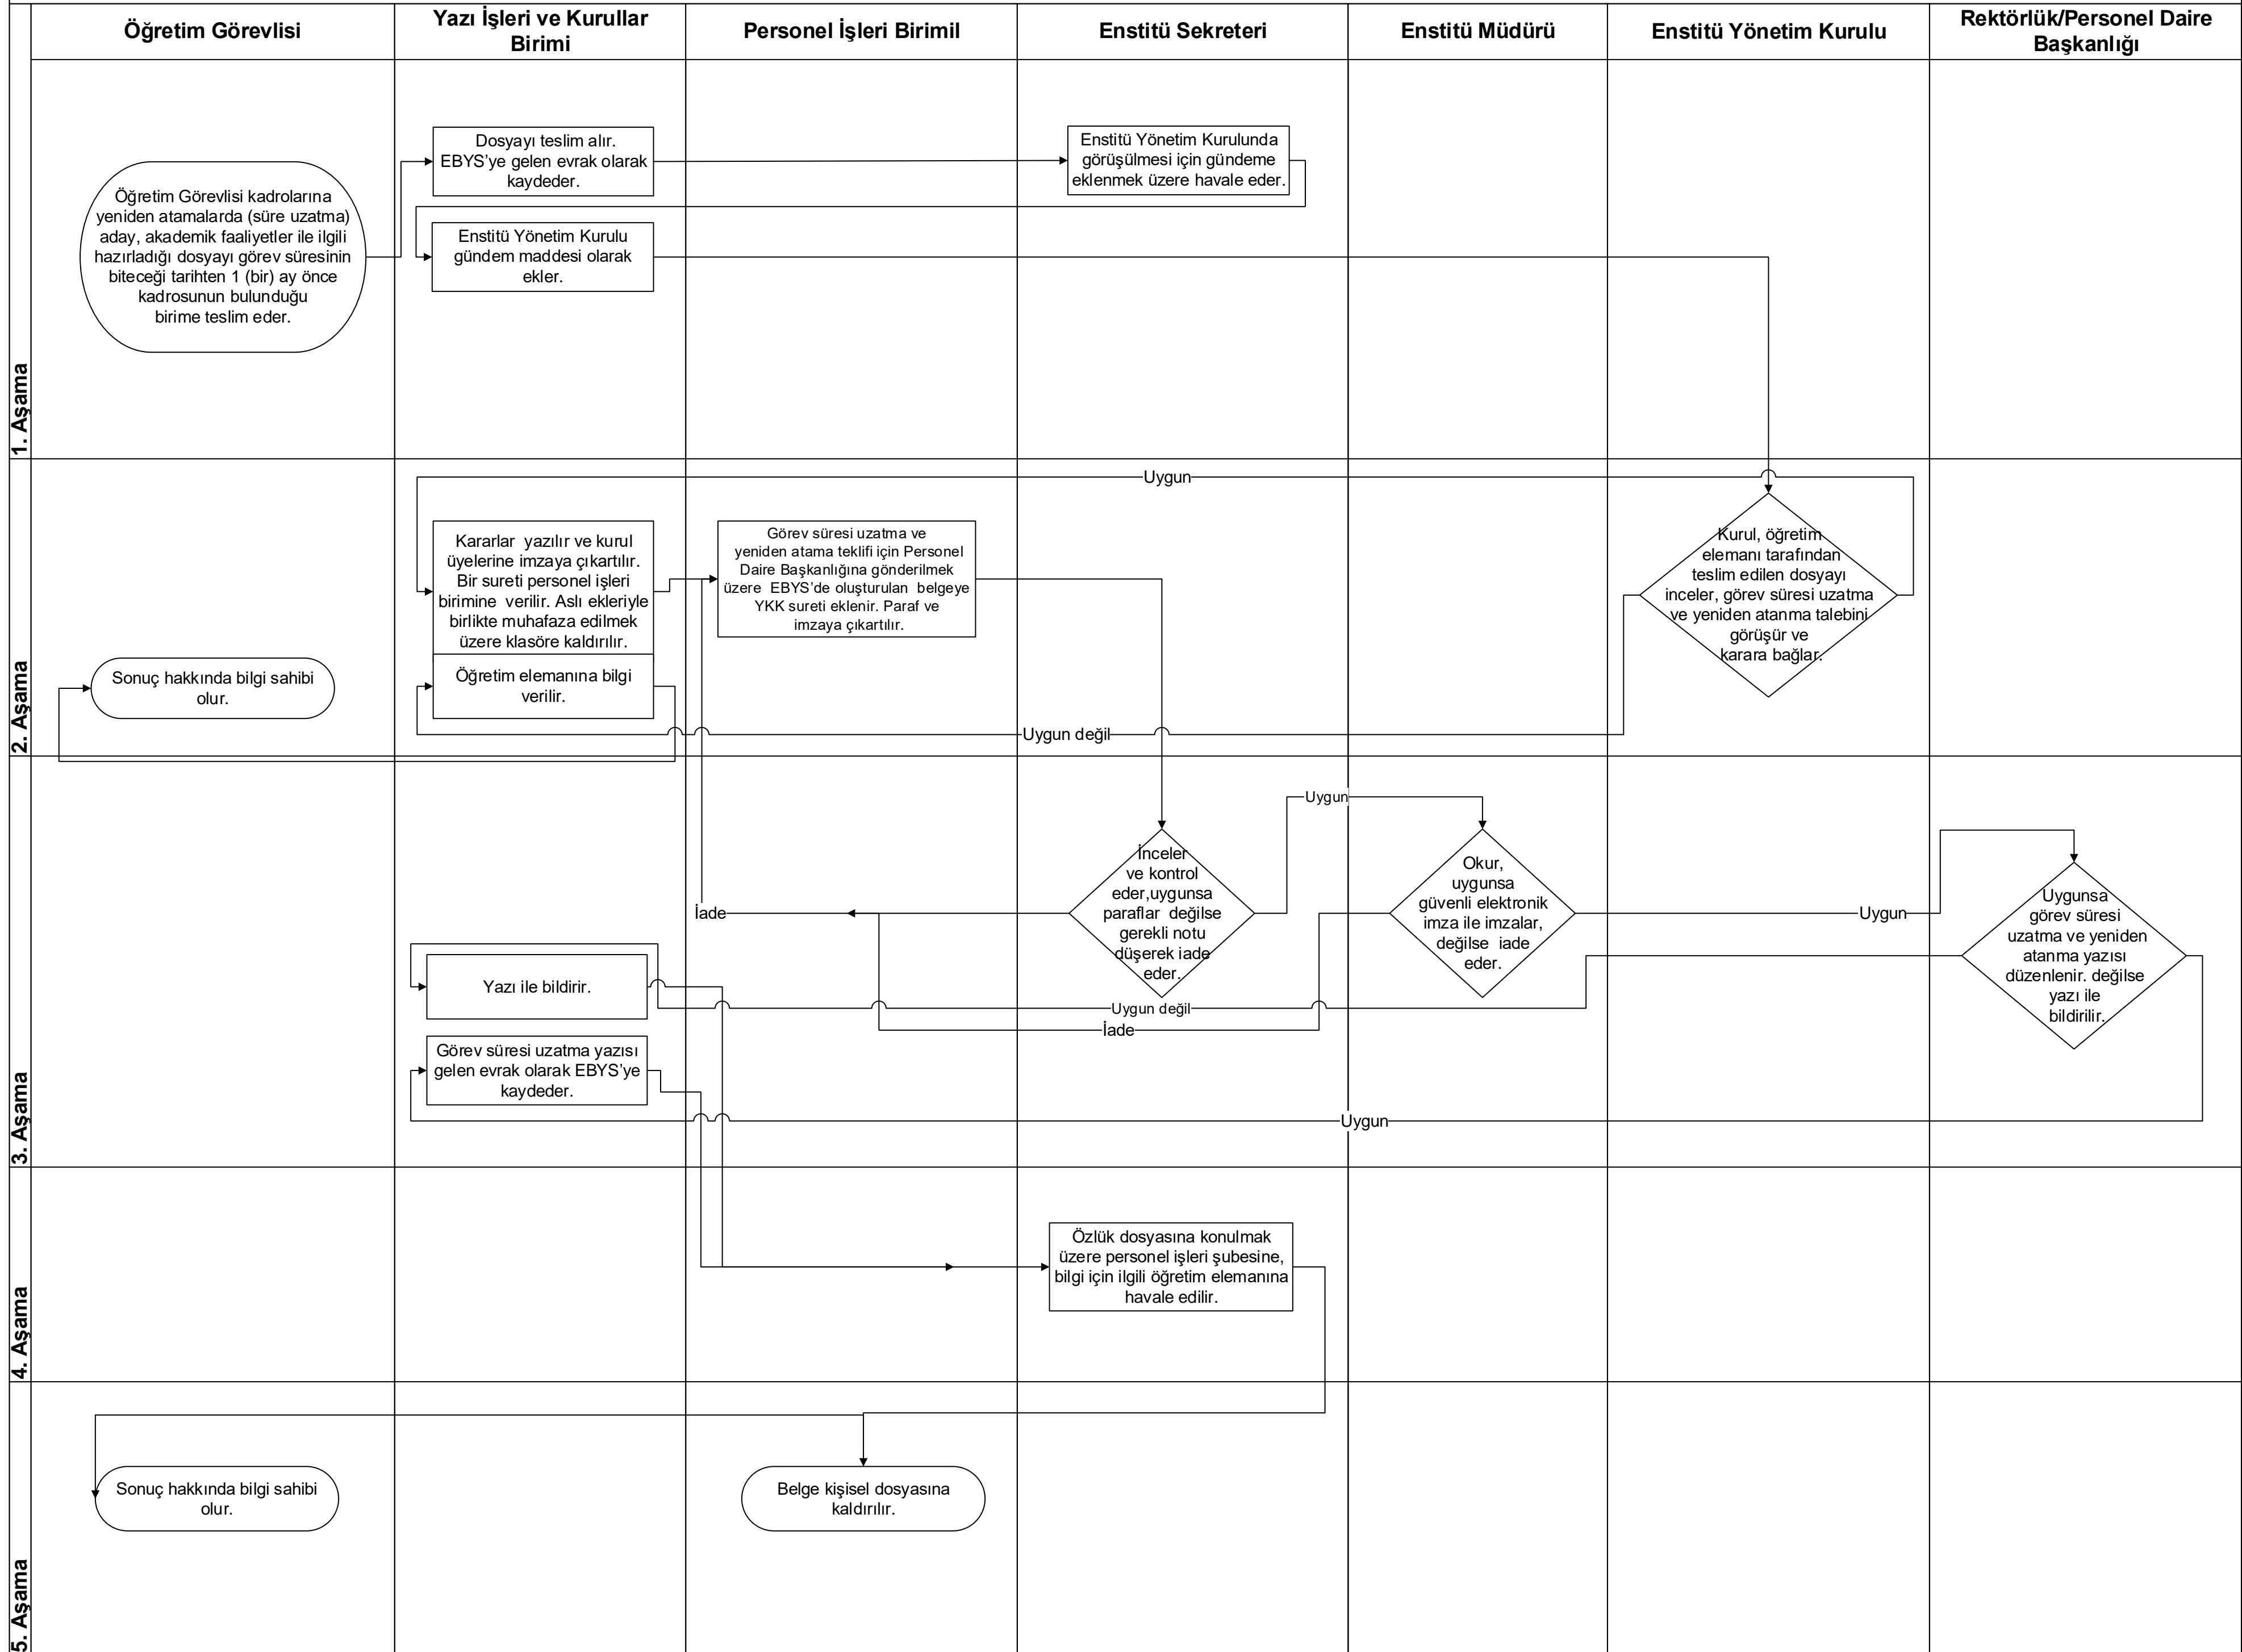 Öğretim Görevlisi
Yazı İşleri ve Kurullar
Birimi
Personel İşleri Birimil
Enstitü Sekreteri
Enstitü Müdürü
Enstitü Yönetim Kurulu
Rektörlük/Personel Daire
Başkanlığı
1. Aşama
Öğretim Görevlisi kadrolarına
yeniden atamalarda (süre uzatma)
aday, akademik faaliyetler ile ilgili
hazırladığı dosyayı görev süresinin
biteceği tarihten 1 (bir) ay önce
kadrosunun bulunduğu
birime teslim eder.
Dosyayı teslim alır.
EBYS'ye gelen evrak olarak
kaydeder.
Enstitü Yönetim Kurulunda
görüşülmesi için gündeme
eklenmek üzere havale eder.
Enstitü Yönetim Kurulu
gündem maddesi olarak
ekler.
2. Aşama
Uygun
Kararlar yazılır ve kurul
üyelerine imzaya çıkartılır.
Bir sureti personel işleri
birimine verilir. Aslı ekleriyle
birlikte muhafaza edilmek
üzere klasöre kaldırılır.
Görev süresi uzatma ve
yeniden atama teklifi için Personel
Daire Başkanlığına gönderilmek
üzere EBYS'de oluşturulan belgeye
YKK sureti eklenir. Paraf ve
imzaya çıkartılır.
Kurul, öğretim
elemanı tarafından
teslim edilen dosyayı
inceler, görev süresi uzatma
ve yeniden atanma talebini
görüşür ve
karara bağlar.
Sonuç hakkında bilgi sahibi
olur.
Öğretim elemanına bilgi
verilir.
Uygun değil
3. Aşama
Uygun
İnceler
ve kontrol
eder,uygunsa
paraflar değilse
gerekli notu
düşerek iade
eder.
Okur,
uygunsa
güvenli elektronik
imza ile imzalar,
değilse iade
eder.
Uygunsa
görev süresi
uzatma ve yeniden
atanma yazısı
düzenlenir. değilse
yazı ile
bildirilir.
İade
Uygun
Yazı ile bildirir.
Uygun değil
İade
Görev süresi uzatma yazısı
gelen evrak olarak EBYS'ye
kaydeder.
Uygun
4. Aşama
Özlük dosyasına konulmak
üzere personel işleri şubesine,
bilgi için ilgili öğretim elemanına
havale edilir.
5. Aşama
Sonuç hakkında bilgi sahibi
olur.
Belge kişisel dosyasına
kaldırılır.